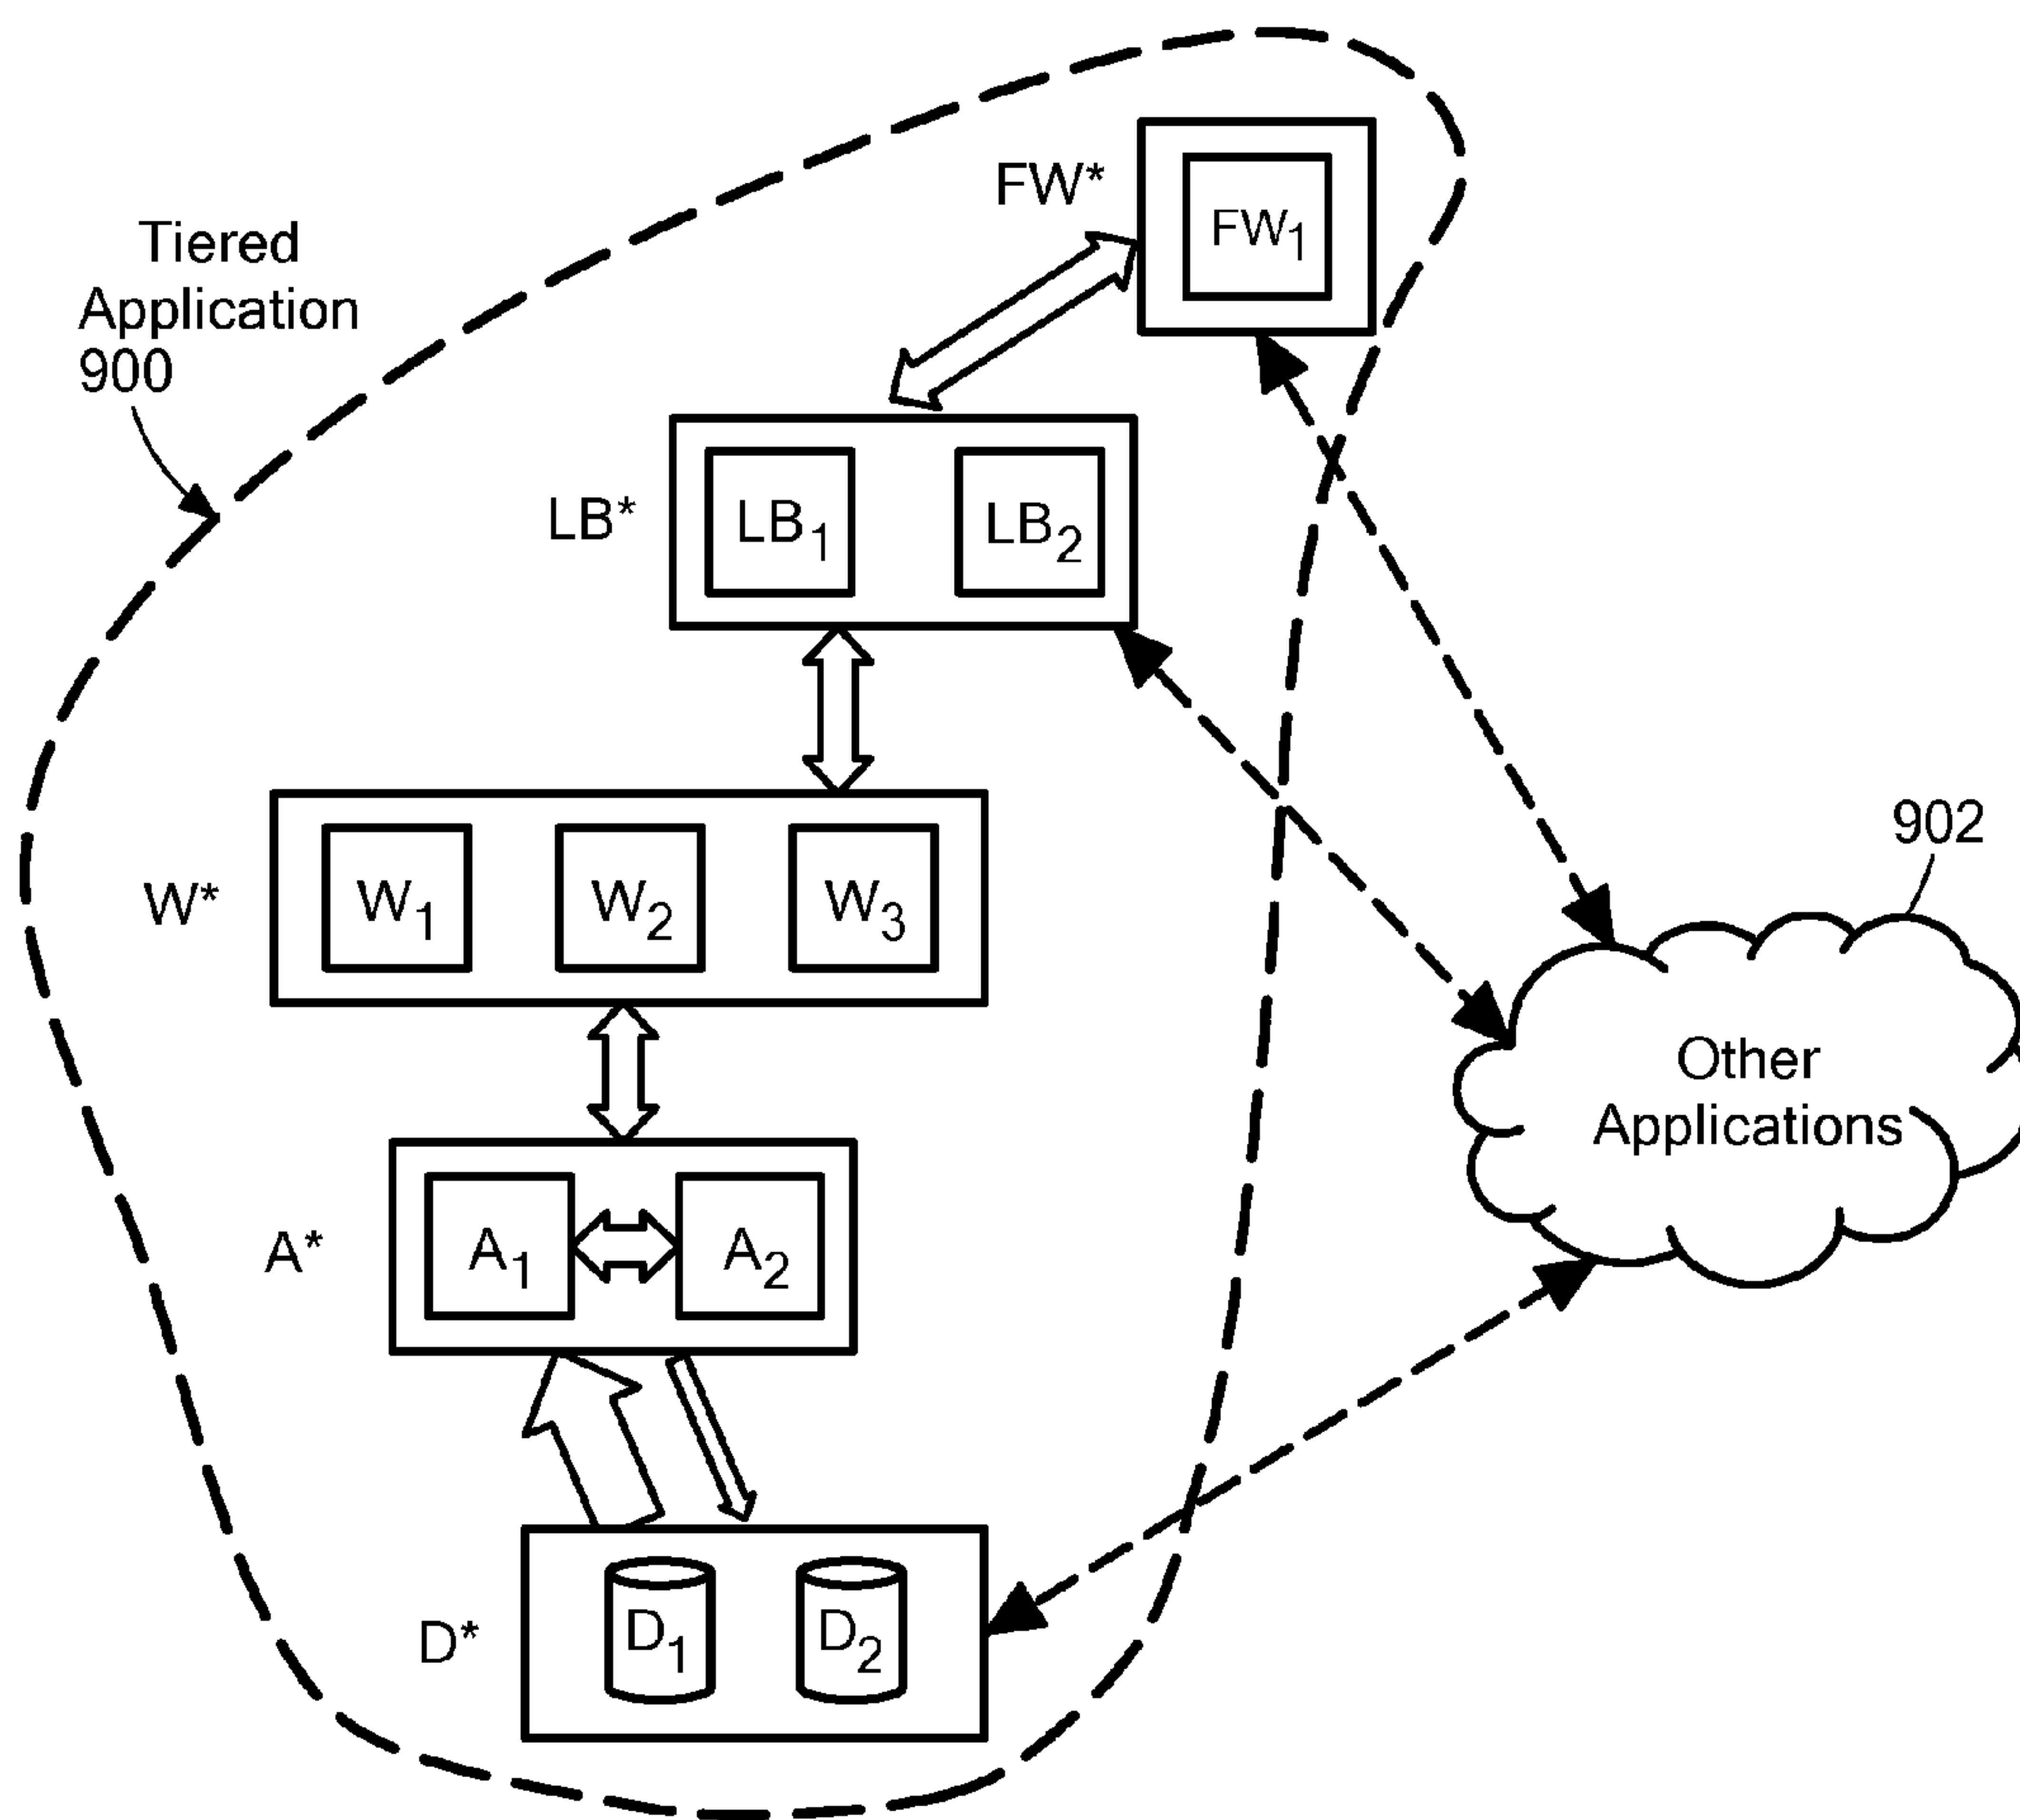 Tiered
Application
900
FW*
FW1
LB*
LB1
LB2
W*
W1
W2
W3
902
Other
Applications
A*
A1
A2
D*
D1
D2